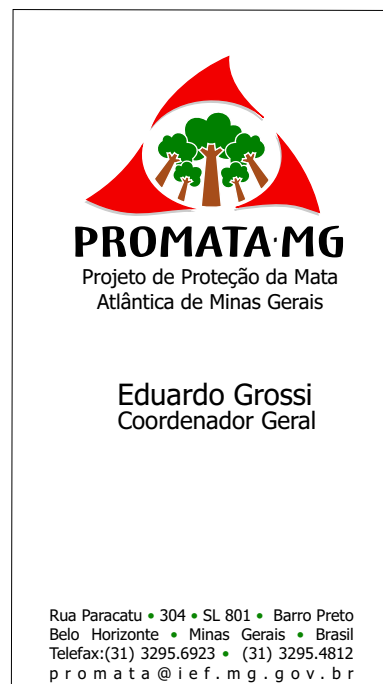 PROMATA·MG
Projeto de Proteção da Mata
Atlântica de Minas Gerais
Eduardo Grossi
Coordenador Geral
Rua Paracatu • 304 • SL 801 • Barro Preto
Belo Horizonte • Minas Gerais • Brasil
Telefax:(31) 3295.6923 • (31) 3295.4812
promata@ief.mg.gov.br